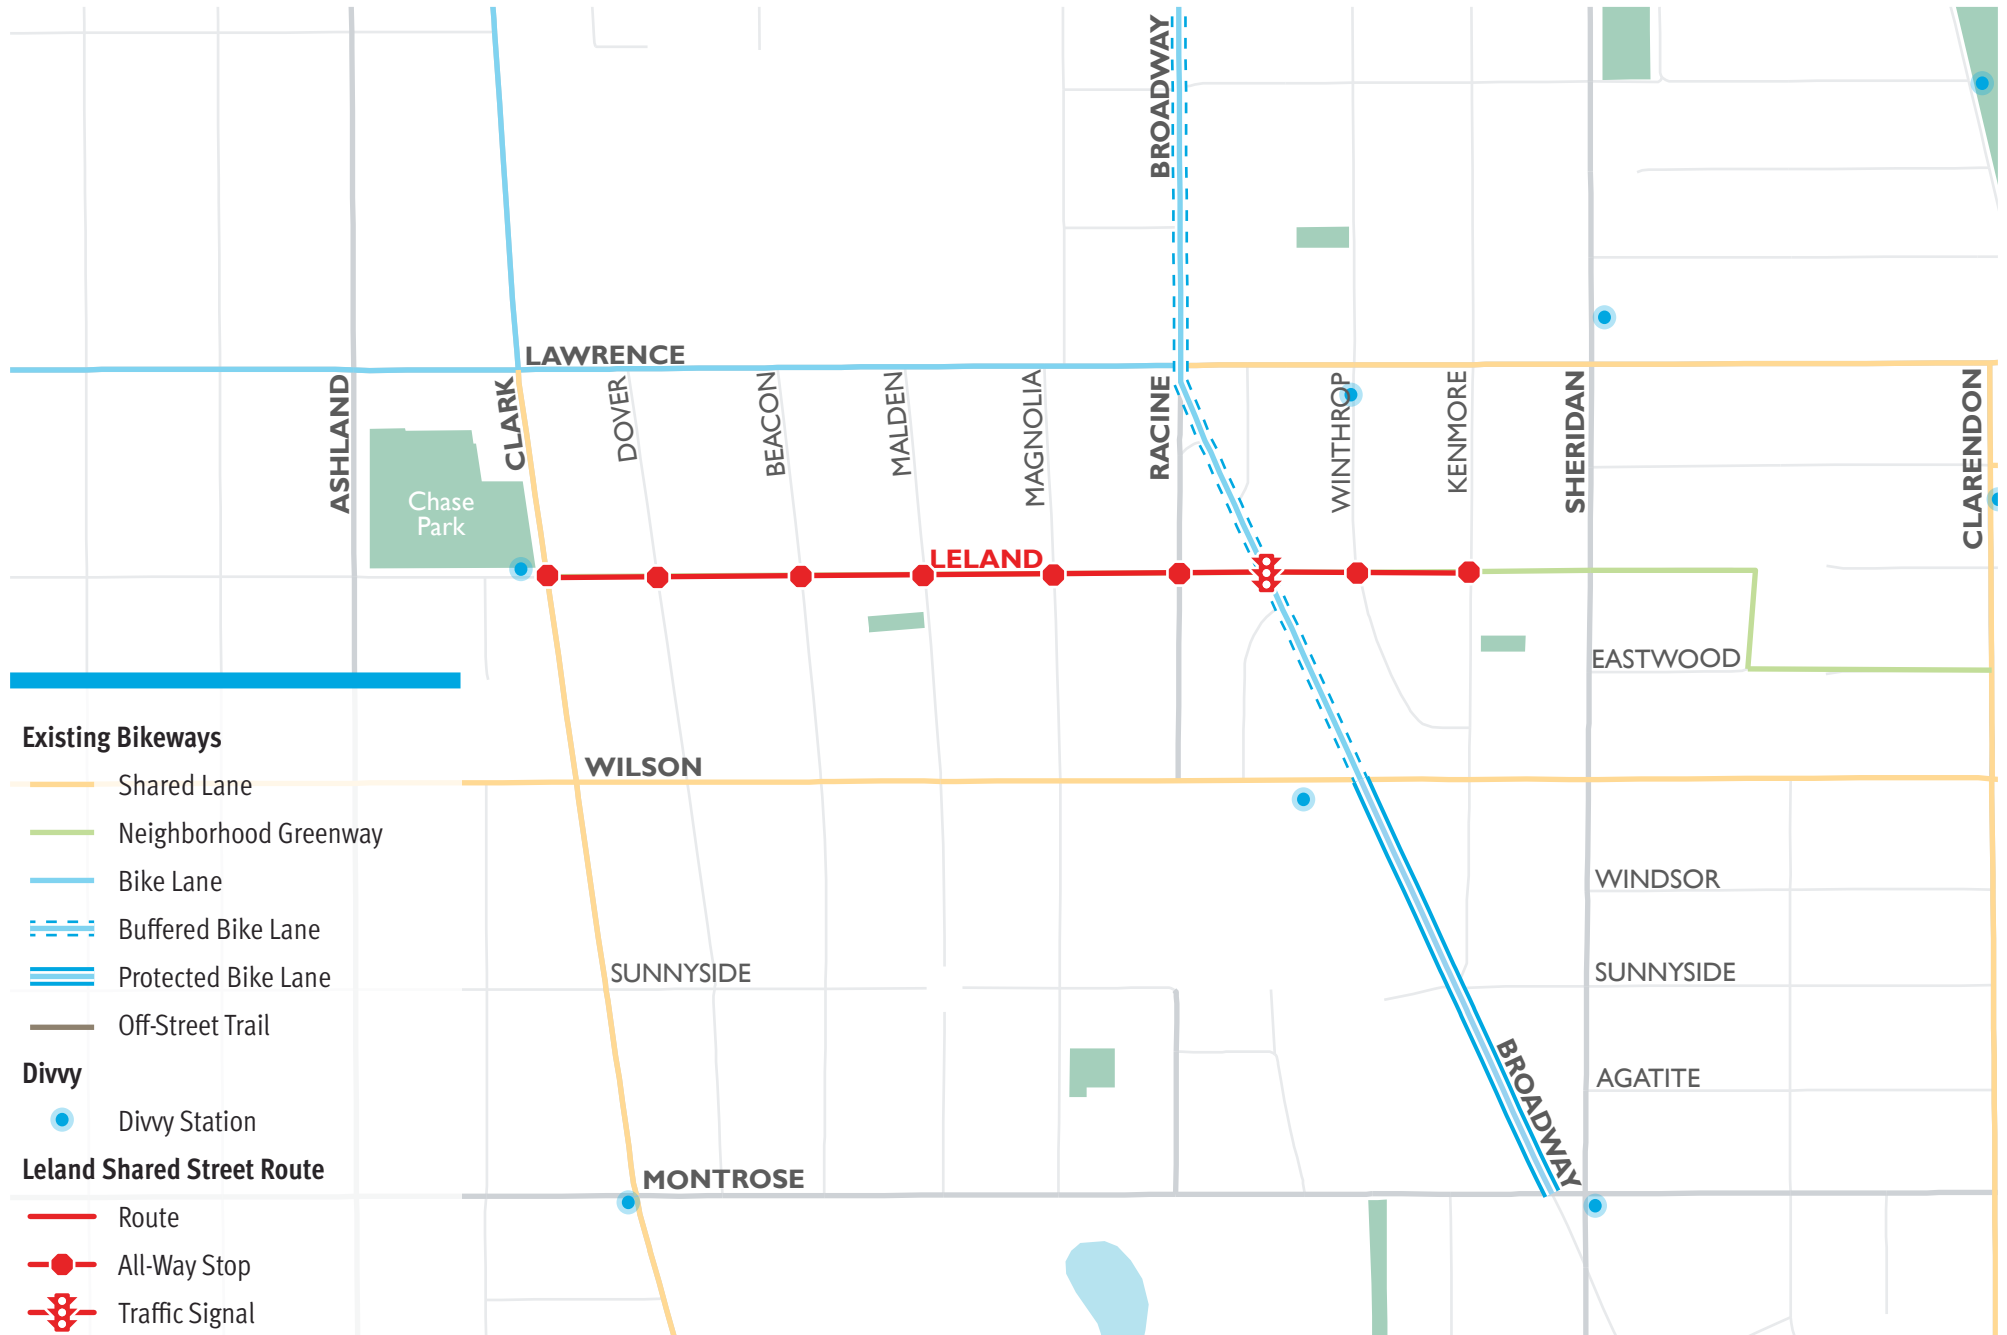 BROADWAY
LAWRENCE
ASHLAND
CLARK
DOVER
BEACON
MALDEN
MAGNOLIA
RACINE
WINTHROP
KENMORE
SHERIDAN
CLARENDON
Chase
Park
LELAND
EASTWOOD
WILSON
WINDSOR
SUNNYSIDE
SUNNYSIDE
AGATITE
BROADWAY
MONTROSE
Existing Bikeways
Shared Lane
Neighborhood Greenway
Bike Lane
Buffered Bike Lane
Protected Bike Lane
Off-Street Trail
Divvy
Divvy Station
Leland Shared Street Route
Route
All-Way Stop
Traffic Signal